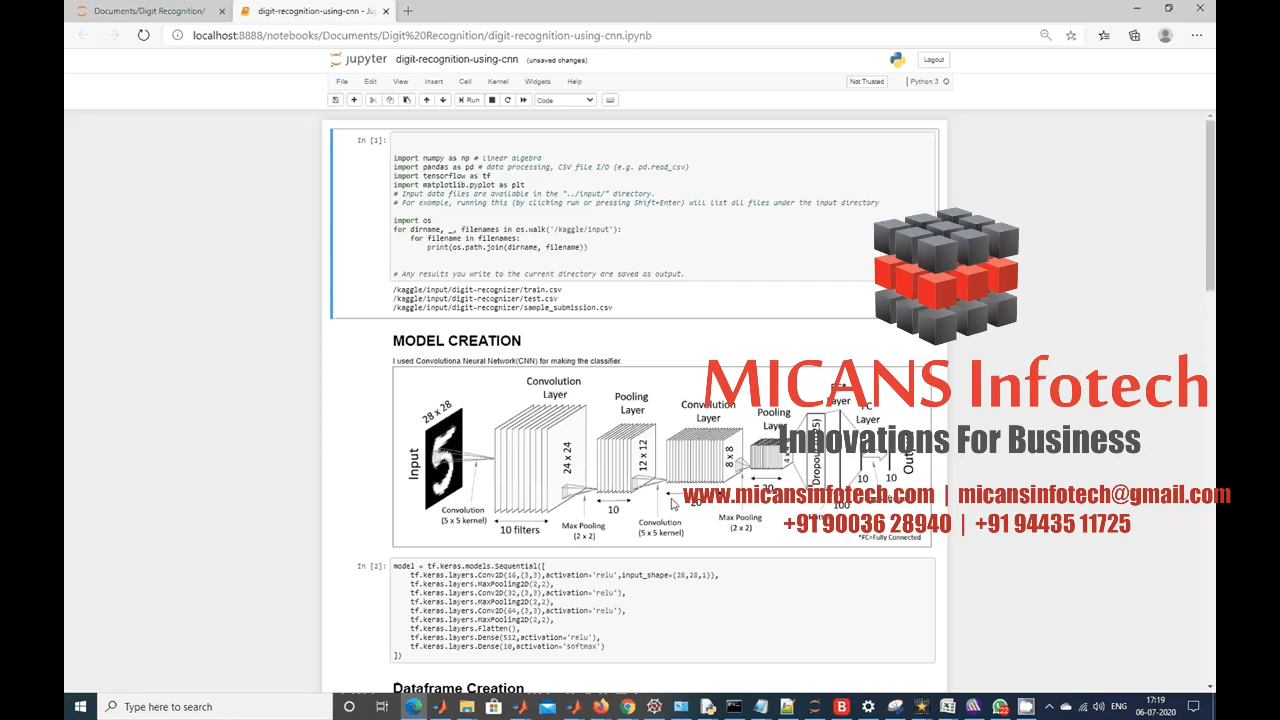 Documents/Digit Recognition/
digit-recognition-using-cnn - Jup
localhost:8888/notebooks/Documents/Digit%20Recognition/digit-recognition-using-cnn.ipynb
jupyter digit-recognition-using-cnn (unsaved changes)
Logout
File Edit View Insert Cell Kernel Widgets Help
Not Trusted
Python 3
Run
Code
In [1]:
import numpy as np # linear algebra
import pandas as pd # data processing, CSV file I/O (e.g. pd.read_csv)
import tensorflow as tf
import matplotlib.pyplot as plt
# Input data files are available in the "../input/" directory.
# For example, running this (by clicking run or pressing Shift+Enter) will list all files under the input directory
import os
for dirname, _, filenames in os.walk('/kaggle/input'):
for filename in filenames:
print(os.path.join(dirname, filename))
# Any results you write to the current directory are saved as output.
/kaggle/input/digit-recognizer/train.csv
/kaggle/input/digit-recognizer/test.csv
/kaggle/input/digit-recognizer/sample_submission.csv
MODEL CREATION
I used Convolutiona Neural Network(CNN) for making the classifier.
Input
28 x 28
5
Convolution
(5 x 5 kernel)
Convolution
Layer
24 x 24
10 filters
Pooling
Layer
12 x 12
10
Max Pooling
(2 x 2)
Convolution
Layer
8 x 8
20
Convolution
(5 x 5 kernel)
Pooling
Layer
Max Pooling
(2 x 2)
Layer
100
Layer
10
10
*FC=Fully Connected
MICANS Infotech
Innovations For Business
www.micansinfotech.com | micansinfotech@gmail.com
+91 90036 28940 | +91 94435 11725
In [2]:
model = tf.keras.models.Sequential([
tf.keras.layers.Conv2D(16,(3,3),activation='relu',input_shape=(28,28,1)),
tf.keras.layers.MaxPooling2D(2,2),
tf.keras.layers.Conv2D(32,(3,3),activation='relu'),
tf.keras.layers.MaxPooling2D(2,2),
tf.keras.layers.Conv2D(64,(3,3),activation='relu'),
tf.keras.layers.MaxPooling2D(2,2),
tf.keras.layers.Flatten(),
tf.keras.layers.Dense(512,activation='relu'),
tf.keras.layers.Dense(10,activation='softmax')
])
Dataframe Creation
Type here to search
ENG
17:19
06-07-2020